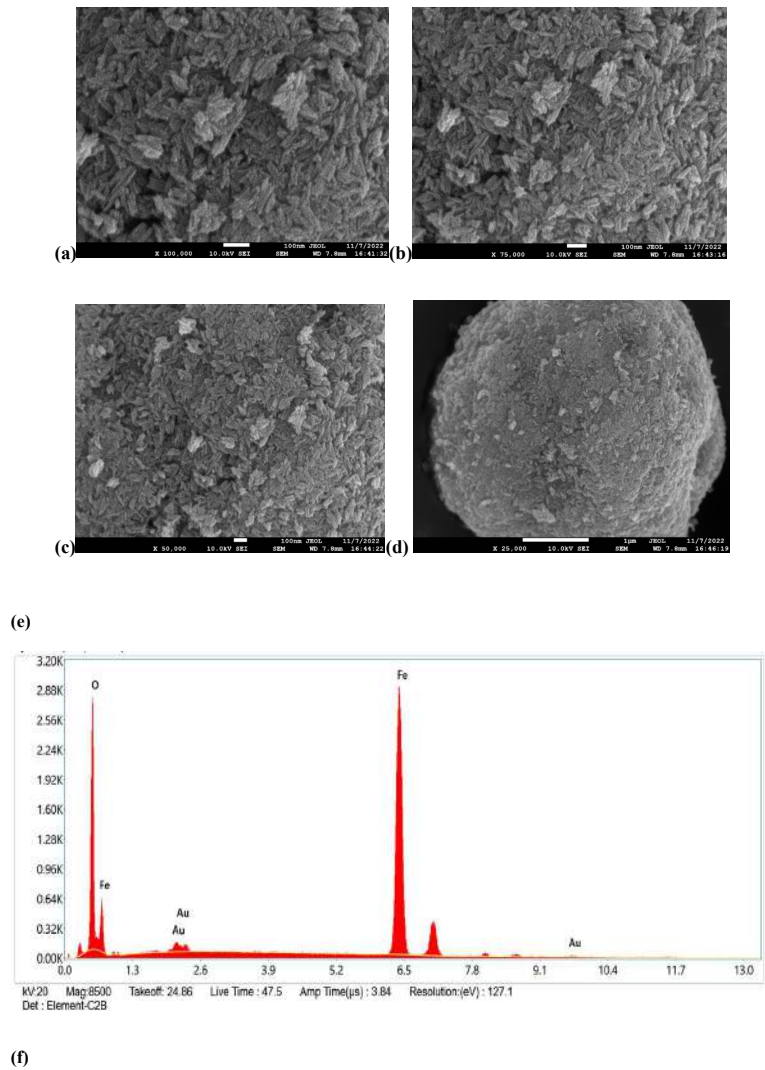 100nm JEOL 11/7/2022
(a) X 100,000 10.0kV SEI SEM WD 7.8mm 16:41:32
100nm JEOL 11/7/2022
(b) X 75,000 10.0kV SEI SEM WD 7.8mm 16:43:16
100nm JEOL 11/7/2022
(c) X 50,000 10.0kV SEI SEM WD 7.8mm 16:44:22
1µm JEOL 11/7/2022
(d) X 25,000 10.0kV SEI SEM WD 7.8mm 16:46:19
(e)
3.20K
2.88K
2.56K
2.24K
1.92K
1.60K
1.28K
0.96K
0.64K
0.32K
0.00K
O
Fe
Fe
Au
Au
Au
0.0 1.3 2.6 3.9 5.2 6.5 7.8 9.1 10.4 11.7 13.0
kV:20 Mag:8500 Takeoff: 24.86 Live Time : 47.5 Amp Time(µs) : 3.84 Resolution:(eV) : 127.1
Det : Element-C2B
(f)